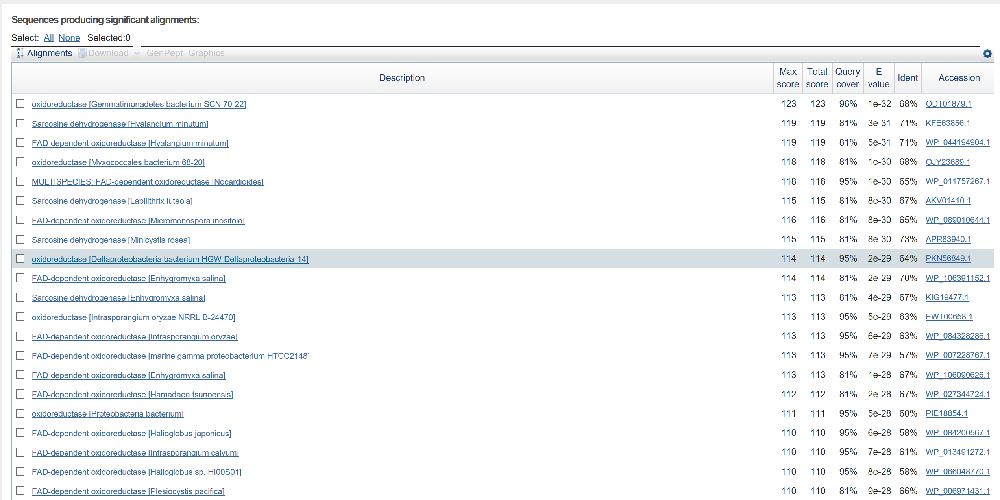 Sequences producing significant alignments:
Select: All None Selected:0
Alignments Download GenPept Graphics
Description Max score Total score Query cover E value Ident Accession
oxidoreductase [Gemmatimonadetes bacterium SCN 70-22] 123 123 96% 1e-32 68% ODT01879.1
Sarcosine dehydrogenase [Hyalangium minutum] 119 119 81% 3e-31 71% KFE63856.1
FAD-dependent oxidoreductase [Hyalangium minutum] 119 119 81% 5e-31 71% WP_044194904.1
oxidoreductase [Myxococcales bacterium 68-20] 118 118 81% 1e-30 68% OJY23689.1
MULTISPECIES: FAD-dependent oxidoreductase [Nocardioides] 118 118 95% 1e-30 65% WP_011757267.1
Sarcosine dehydrogenase [Labilithrix luteola] 115 115 81% 8e-30 67% AKV01410.1
FAD-dependent oxidoreductase [Micromonospora inositola] 116 116 81% 8e-30 65% WP_089010644.1
Sarcosine dehydrogenase [Minicystis rosea] 115 115 81% 8e-30 73% APR83940.1
oxidoreductase [Deltaproteobacteria bacterium HGW-Deltaproteobacteria-14] 114 114 95% 2e-29 64% PKN56849.1
FAD-dependent oxidoreductase [Enhygromyxa salina] 114 114 81% 2e-29 70% WP_106391152.1
Sarcosine dehydrogenase [Enhygromyxa salina] 113 113 81% 4e-29 67% KIG19477.1
oxidoreductase [Intrasporangium oryzae NRRL B-24470] 113 113 95% 5e-29 63% EWT00658.1
FAD-dependent oxidoreductase [Intrasporangium oryzae] 113 113 95% 6e-29 63% WP_084328286.1
FAD-dependent oxidoreductase [marine gamma proteobacterium HTCC2148] 113 113 95% 7e-29 57% WP_007228767.1
FAD-dependent oxidoreductase [Enhygromyxa salina] 113 113 81% 1e-28 67% WP_106090626.1
FAD-dependent oxidoreductase [Hamadaea tsunoensis] 112 112 81% 2e-28 67% WP_027344724.1
oxidoreductase [Proteobacteria bacterium] 111 111 95% 5e-28 60% PIE18854.1
FAD-dependent oxidoreductase [Halioglobus japonicus] 110 110 95% 6e-28 58% WP_084200567.1
FAD-dependent oxidoreductase [Intrasporangium calvum] 110 110 95% 7e-28 61% WP_013491272.1
FAD-dependent oxidoreductase [Halioglobus sp. HI00S01] 110 110 95% 8e-28 58% WP_066048770.1
FAD-dependent oxidoreductase [Plesiocystis pacifica] 110 110 81% 9e-28 66% WP_006971431.1